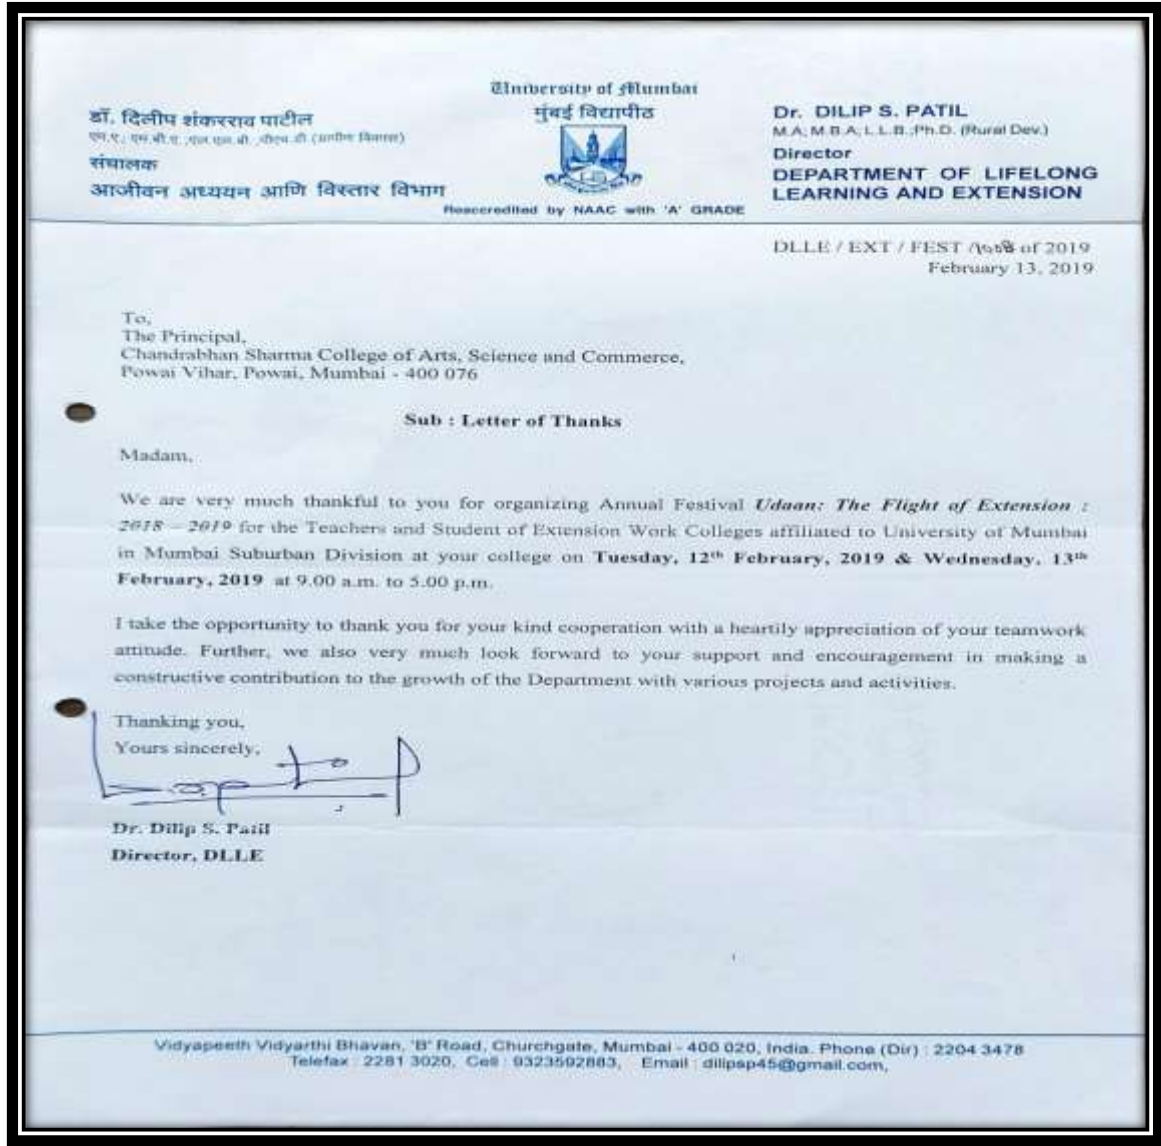 University of Mumbai
मुंबई विद्यापीठ
डॉ. दिलीप शंकरराव पाटील
एम.ए., एम.बी.ए. ,एल.एल.बी. ,पीएच.डी (ग्रामीण विकास)
संचालक
आजीवन अध्ययन आणि विस्तार विभाग
Dr. DILIP S. PATIL
M.A, M.B.A, L.L.B.,Ph.D. (Rural Dev.)
Director
DEPARTMENT OF LIFELONG
LEARNING AND EXTENSION
Reaccredited by NAAC with 'A' GRADE
DLLE / EXT / FEST / of 2019
February 13, 2019
To,
The Principal,
Chandrabhan Sharma College of Arts, Science and Commerce,
Powai Vihar, Powai, Mumbai - 400 076
Sub : Letter of Thanks
Madam,
We are very much thankful to you for organizing Annual Festival Udaan: The Flight of Extension :
2018 – 2019 for the Teachers and Student of Extension Work Colleges affiliated to University of Mumbai
in Mumbai Suburban Division at your college on Tuesday, 12th February, 2019 & Wednesday, 13th
February, 2019 at 9.00 a.m. to 5.00 p.m.
I take the opportunity to thank you for your kind cooperation with a heartily appreciation of your teamwork
attitude. Further, we also very much look forward to your support and encouragement in making a
constructive contribution to the growth of the Department with various projects and activities.
Thanking you,
Yours sincerely,
Dr. Dilip S. Patil
Director, DLLE
Vidyapeeth Vidyarthi Bhavan, 'B' Road, Churchgate, Mumbai - 400 020, India. Phone (Dir) : 2204 3478
Telefax : 2281 3020, Cell : 9323592883, Email : dilipsp45@gmail.com,